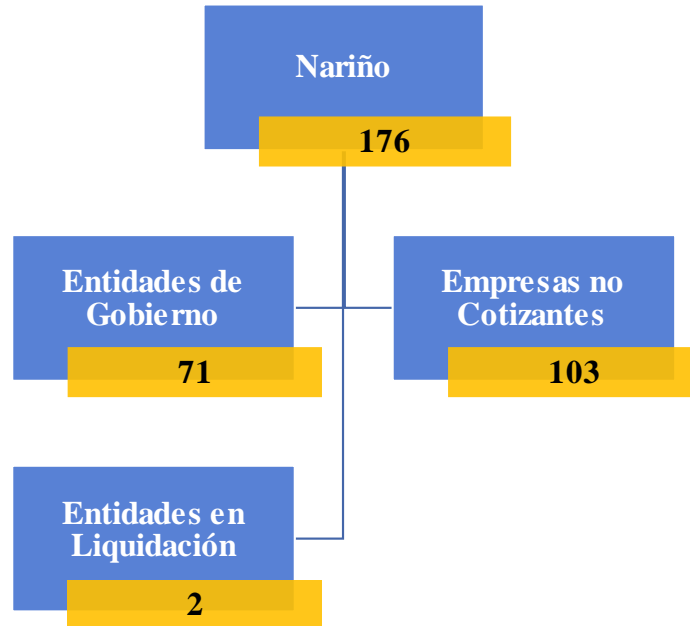 Nariño
176
Entidades de
Gobierno
71
Empresas no
Cotizantes
103
Entidades en
Liquidación
2